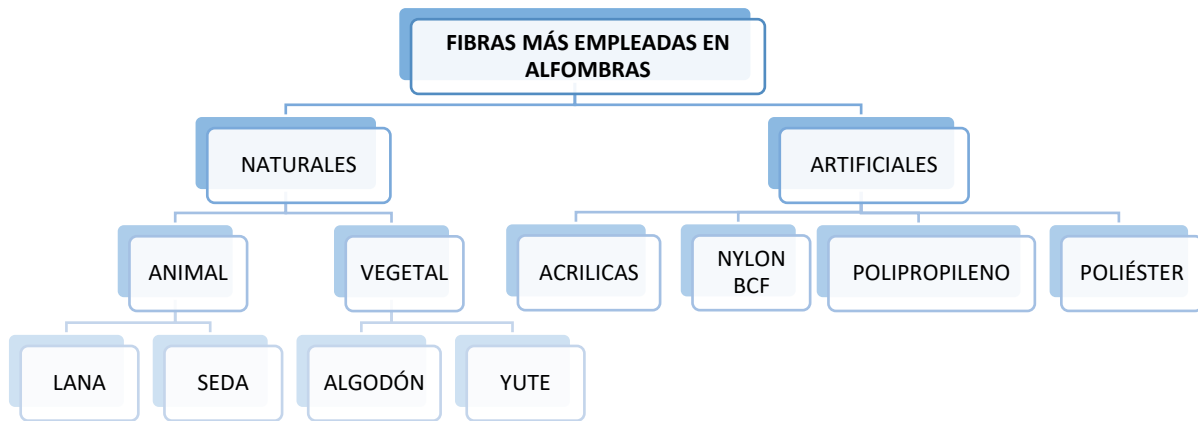 FIBRAS MÁS EMPLEADAS EN
ALFOMBRAS
NATURALES
ARTIFICIALES
ANIMAL
VEGETAL
ACRILICAS
NYLON
BCF
POLIPROPILENO
POLIÉSTER
LANA
SEDA
ALGODÓN
YUTE